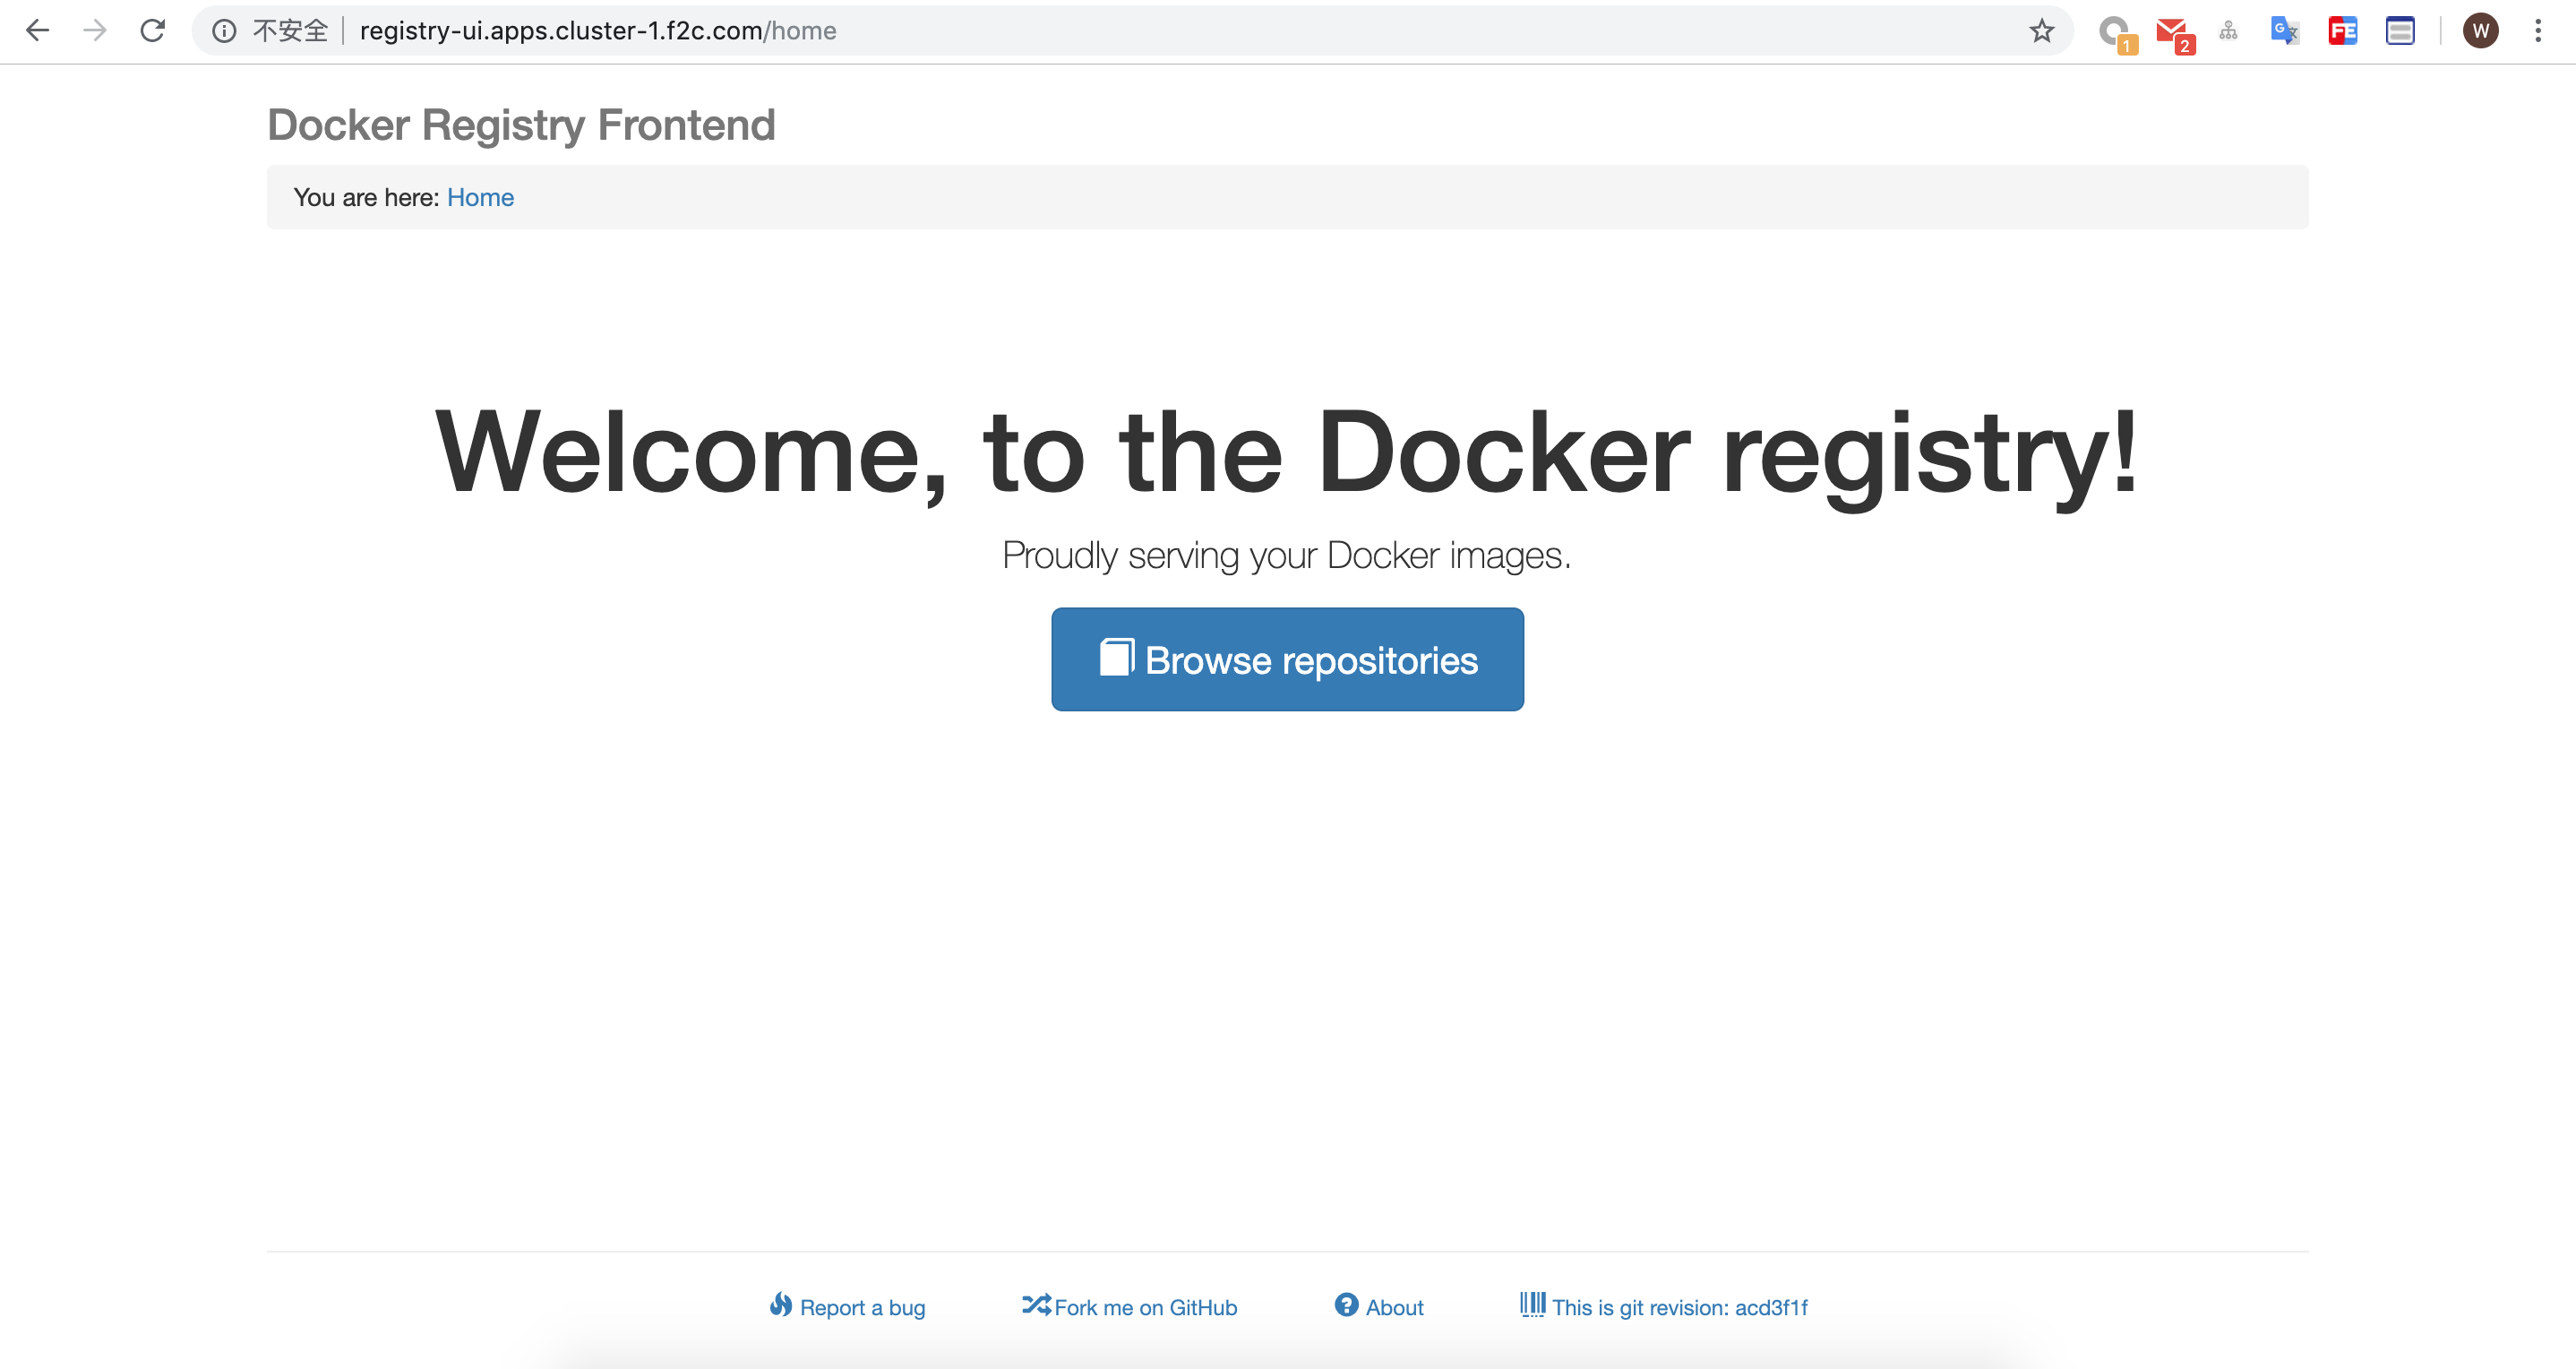 不安全 registry-ui.apps.cluster-1.f2c.com/home 1 2 G 文 FE W
Docker Registry Frontend
You are here: Home
Welcome, to the Docker registry!
Proudly serving your Docker images.
Browse repositories
Report a bug Fork me on GitHub ? About This is git revision: acd3f1f